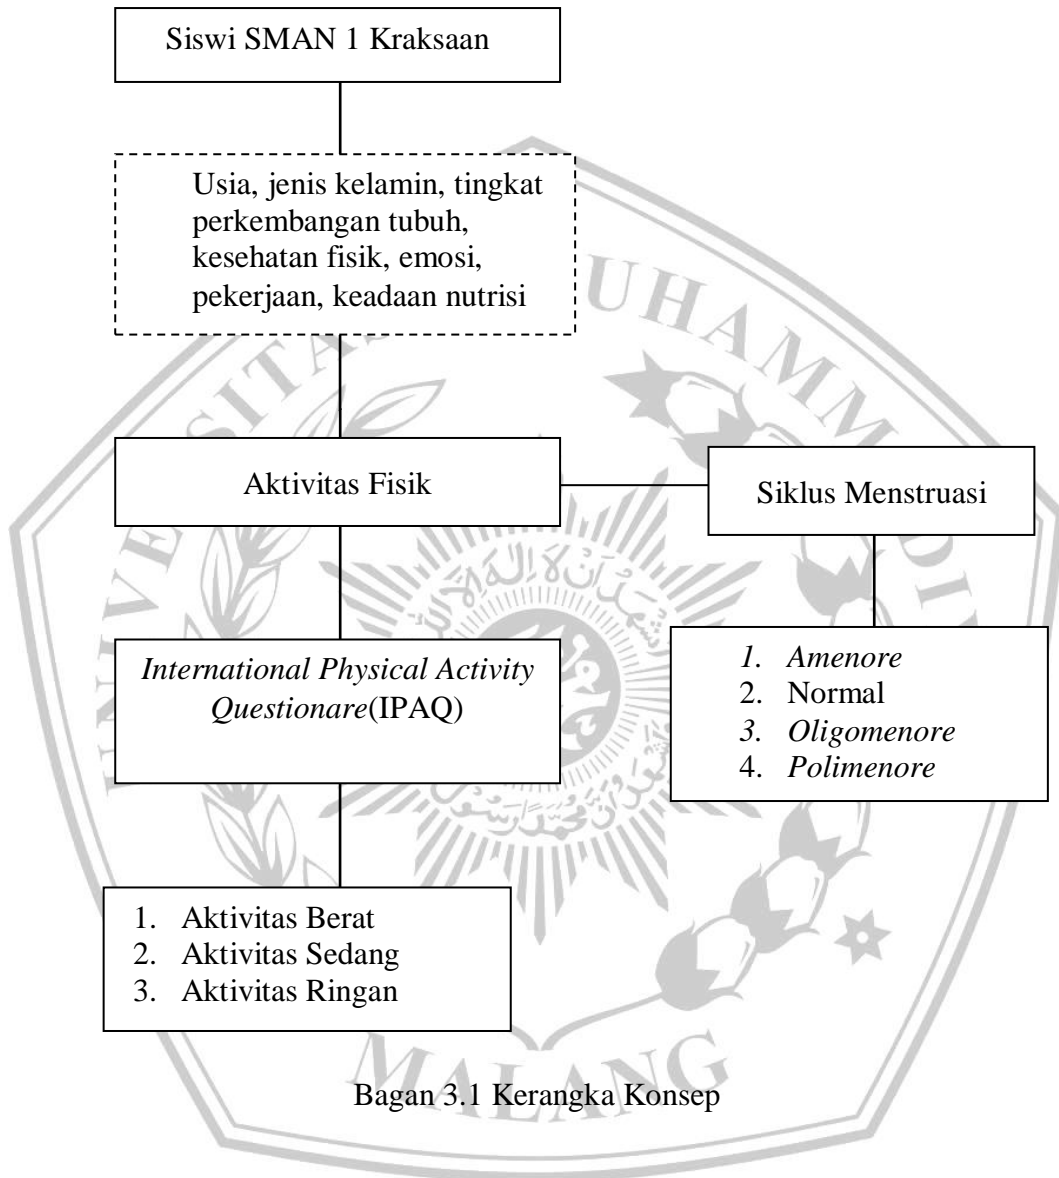 Siswi SMAN 1 Kraksaan
Usia, jenis kelamin, tingkat
perkembangan tubuh,
kesehatan fisik, emosi,
pekerjaan, keadaan nutrisi
Aktivitas Fisik
Siklus Menstruasi
International Physical Activity
Questionare(IPAQ)
1. Amenore
2. Normal
3. Oligomenore
4. Polimenore
1. Aktivitas Berat
2. Aktivitas Sedang
3. Aktivitas Ringan
MALANG
Bagan 3.1 Kerangka Konsep